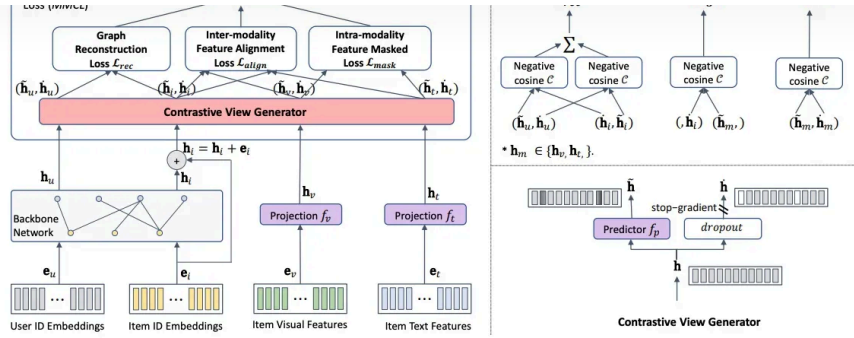 Loss (MMCL)
Graph
Reconstruction
Loss ℒ_rec
Inter-modality
Feature Alignment
Loss ℒ_align
Intra-modality
Feature Masked
Loss ℒ_mask
(h̃_u, ḣ_u)
(h̃_i, ḣ_i)
(h̃_v, ḣ_v)
(h̃_t, ḣ_t)
Contrastive View Generator
h_i = h_i + e_i
+
h_u
h_i
h_v
h_t
Backbone
Network
Projection f_v
Projection f_t
e_u
e_i
e_v
e_t
...
...
...
...
User ID Embeddings
Item ID Embeddings
Item Visual Features
Item Text Features
Σ
Negative
cosine 𝒞
Negative
cosine 𝒞
Negative
cosine 𝒞
Negative
cosine 𝒞
(h̃_u, ḣ_u)
(ḣ_i, h̃_i)
(, ḣ_i)
(h̃_m, )
(h̃_m, ḣ_m)
* h_m ∈ {h_v, h_t, }.
h̃
ḣ
stop-gradient
Predictor f_p
dropout
h
Contrastive View Generator